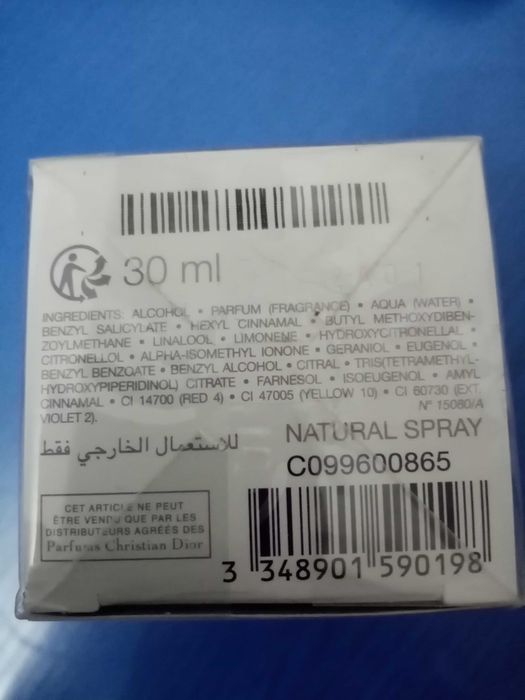 30 ml
INGREDIENTS: ALCOHOL • PARFUM (FRAGRANCE) • AQUA (WATER) •
BENZYL SALICYLATE • HEXYL CINNAMAL • BUTYL METHOXYDIBEN-
ZOYLMETHANE • LINALOOL • LIMONENE • HYDROXYCITRONELLAL •
CITRONELLOL • ALPHA-ISOMETHYL IONONE • GERANIOL • EUGENOL •
BENZYL BENZOATE • BENZYL ALCOHOL • CITRAL • TRIS(TETRAMETHYL-
HYDROXYPIPERIDINOL) CITRATE • FARNESOL • ISOEUGENOL • AMYL
CINNAMAL • CI 14700 (RED 4) • CI 47005 (YELLOW 10) • CI 60730 (EXT.
VIOLET 2).
N° 15080/A
للاستعمال الخارجي فقط
NATURAL SPRAY
C099600865
CET ARTICLE NE PEUT
ÊTRE VENDU QUE PAR LES
DISTRIBUTEURS AGRÉÉS DES
Parfums Christian Dior
3 348901 590198